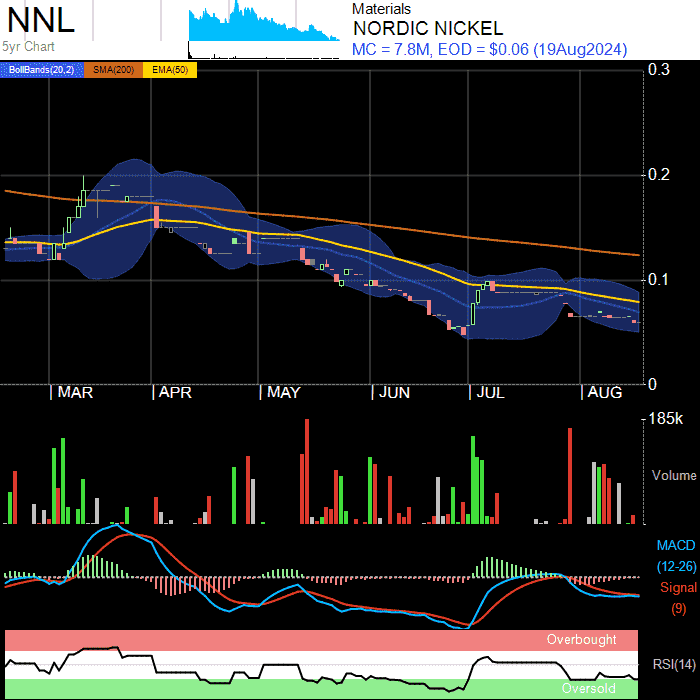 NNL
5yr Chart
Materials
NORDIC NICKEL
MC = 7.8M, EOD = $0.06 (19Aug2024)
BollBands(20,2) SMA(200) EMA(50)
0.3
0.2
0.1
0
MAR APR MAY JUN JUL AUG
185k
Volume
MACD
(12-26)
Signal
(9)
Overbought
RSI(14)
Oversold